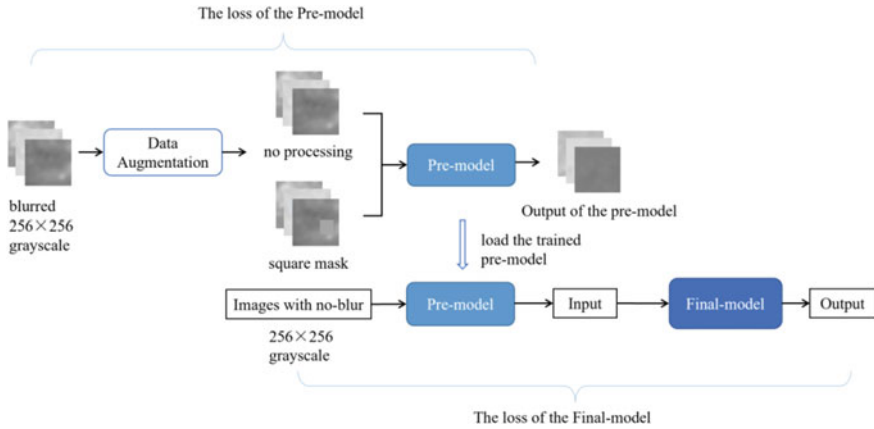 The loss of the Pre-model
Data
Augmentation
no processing
Pre-model
blurred
256×256
grayscale
Output of the pre-model
square mask
load the trained
pre-model
Images with no-blur
Pre-model
Input
Final-model
Output
256×256
grayscale
The loss of the Final-model